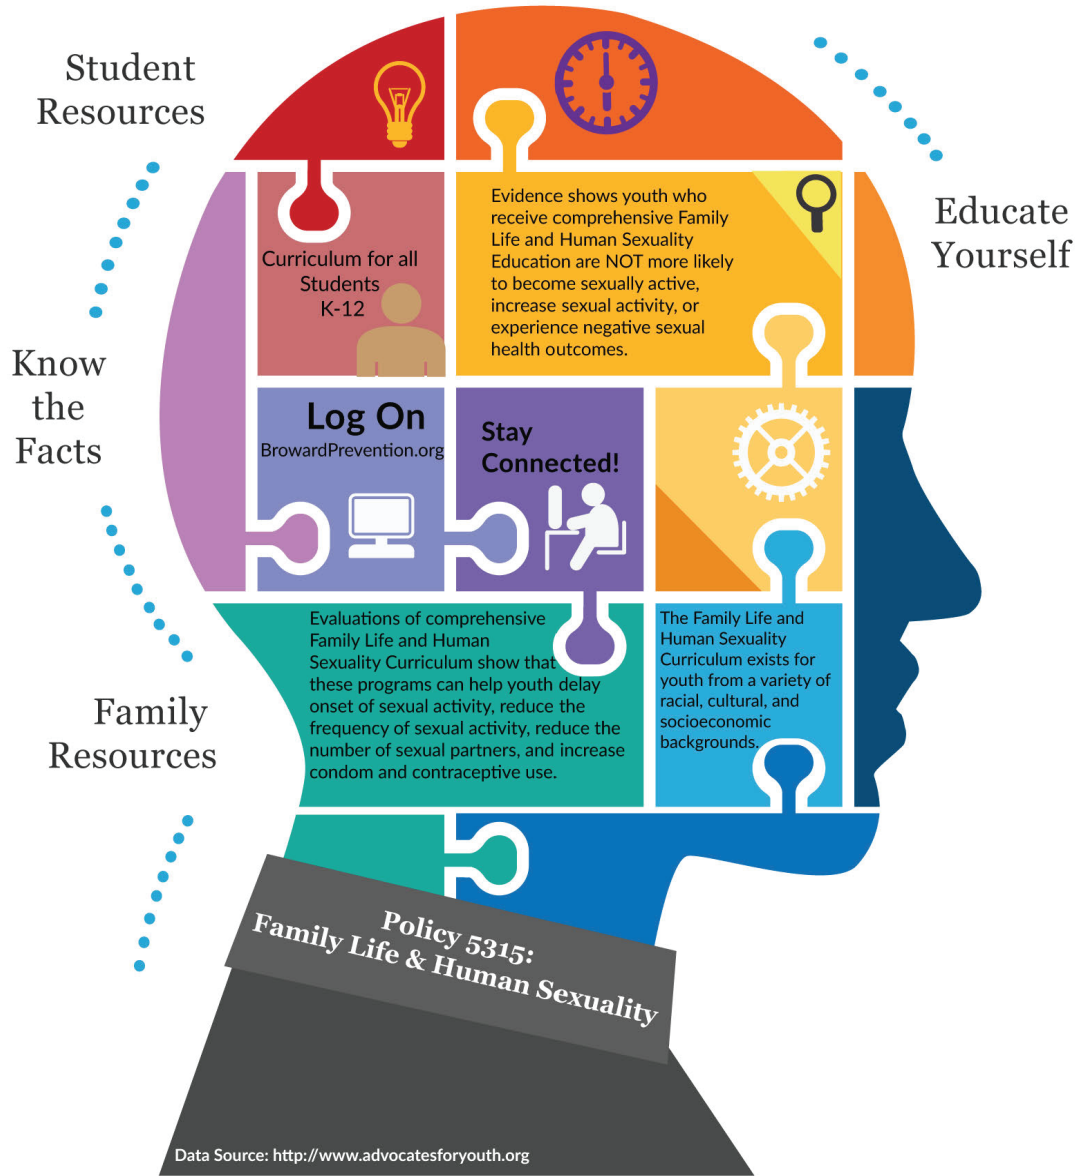 Student
Resources
Educate
Yourself
Know
the
Facts
Family
Resources
Curriculum for all
Students
K-12
Evidence shows youth who
receive comprehensive Family
Life and Human Sexuality
Education are NOT more likely
to become sexually active,
increase sexual activity, or
experience negative sexual
health outcomes.
Log On
BrowardPrevention.org
Stay
Connected!
Evaluations of comprehensive
Family Life and Human
Sexuality Curriculum show that
these programs can help youth delay
onset of sexual activity, reduce the
frequency of sexual activity, reduce the
number of sexual partners, and increase
condom and contraceptive use.
The Family Life and
Human Sexuality
Curriculum exists for
youth from a variety of
racial, cultural, and
socioeconomic
backgrounds.
Policy 5315:
Family Life & Human Sexuality
Data Source: http://www.advocatesforyouth.org